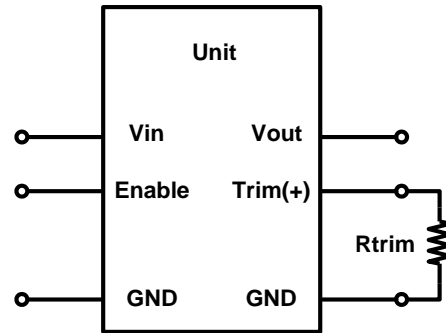 Unit
Vin Vout
Enable Trim(+)
Rtrim
GND GND